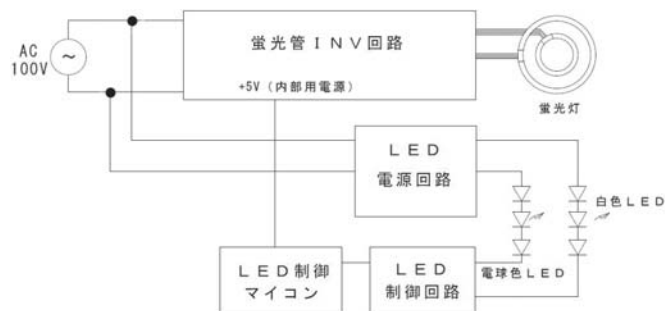 AC
100V
～
蛍光管ＩＮＶ回路
+5V（内部用電源）
蛍光灯
ＬＥＤ
電源回路
白色ＬＥＤ
電球色ＬＥＤ
ＬＥＤ制御
マイコン
ＬＥＤ
制御回路